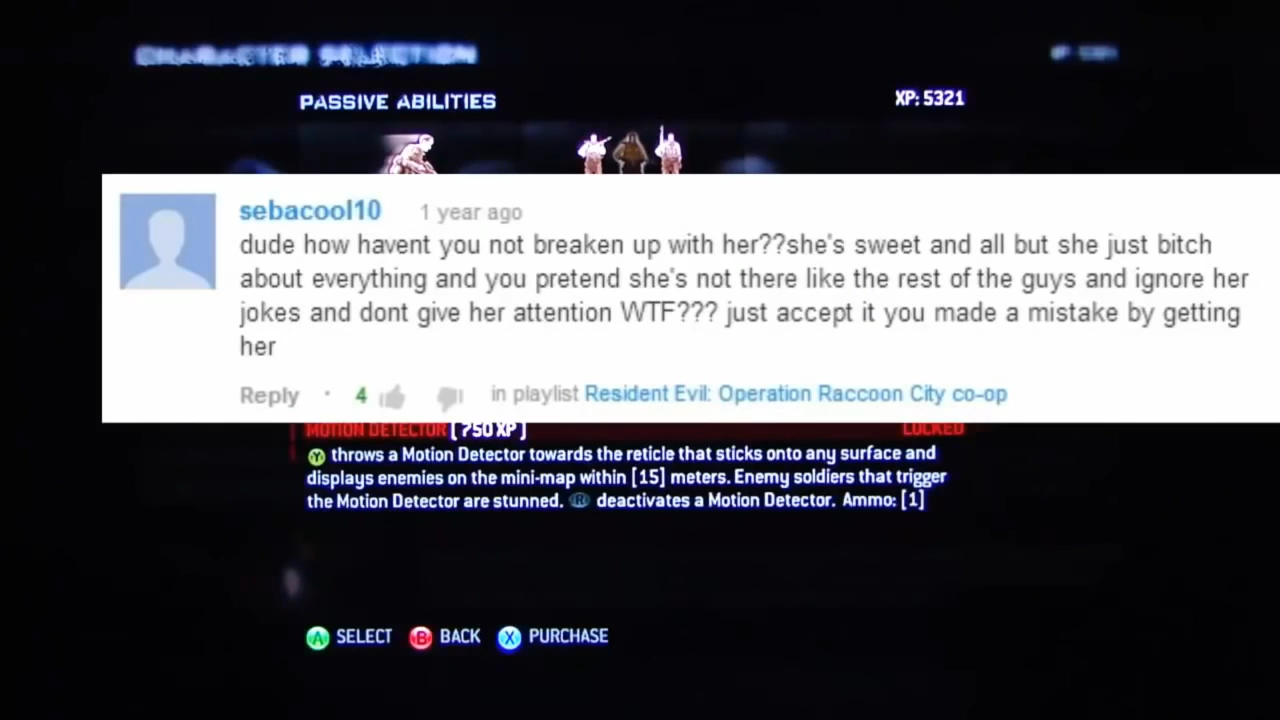 CHARACTER SELECTION
PASSIVE ABILITIES
XP: 5321
sebacool10 1 year ago
dude how havent you not breaken up with her??she's sweet and all but she just bitch
about everything and you pretend she's not there like the rest of the guys and ignore her
jokes and dont give her attention WTF??? just accept it you made a mistake by getting
her
Reply · 4 in playlist Resident Evil: Operation Raccoon City co-op
MOTION DETECTOR [750 XP] LOCKED
Y throws a Motion Detector towards the reticle that sticks onto any surface and
displays enemies on the mini-map within [15] meters. Enemy soldiers that trigger
the Motion Detector are stunned. R deactivates a Motion Detector. Ammo: [1]
A SELECT B BACK X PURCHASE